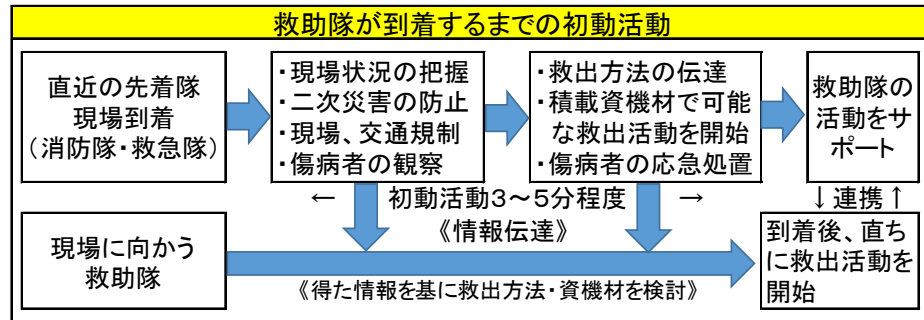 救助隊が到着するまでの初動活動
直近の先着隊
現場到着
（消防隊・救急隊）
・現場状況の把握
・二次災害の防止
・現場、交通規制
・傷病者の観察
・救出方法の伝達
・積載資機材で可能
な救出活動を開始
・傷病者の応急処置
救助隊の
活動をサ
ポート
← 初動活動３～５分程度 →
↓連携↑
《情報伝達》
現場に向かう
救助隊
到着後、直ち
に救出活動を
開始
《得た情報を基に救出方法・資機材を検討》